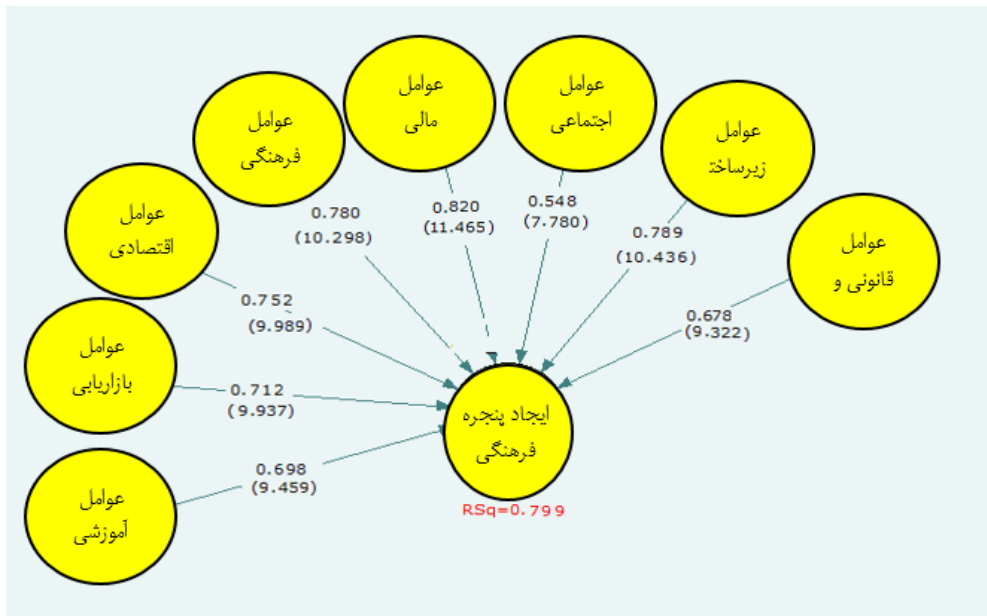 عوامل
مالی
عوامل
اجتماعی
عوامل
فرهنگی
عوامل
زیرساخت
عوامل
اقتصادی
عوامل
قانونی و
عوامل
بازاریابی
عوامل
آموزشی
ایجاد پنجره
فرهنگی
0.780
(10.298)
0.820
(11.465)
0.548
(7.780)
0.789
(10.436)
0.752
(9.989)
0.678
(9.322)
0.712
(9.937)
0.698
(9.459)
RSq=0.799